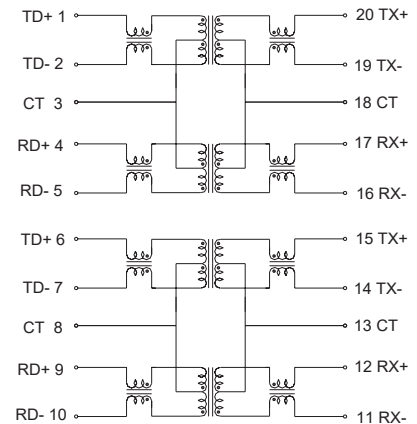 TD+ 1
20 TX+
TD- 2
19 TX-
CT 3
18 CT
RD+ 4
17 RX+
RD- 5
16 RX-
TD+ 6
15 TX+
TD- 7
14 TX-
CT 8
13 CT
RD+ 9
12 RX+
RD- 10
11 RX-